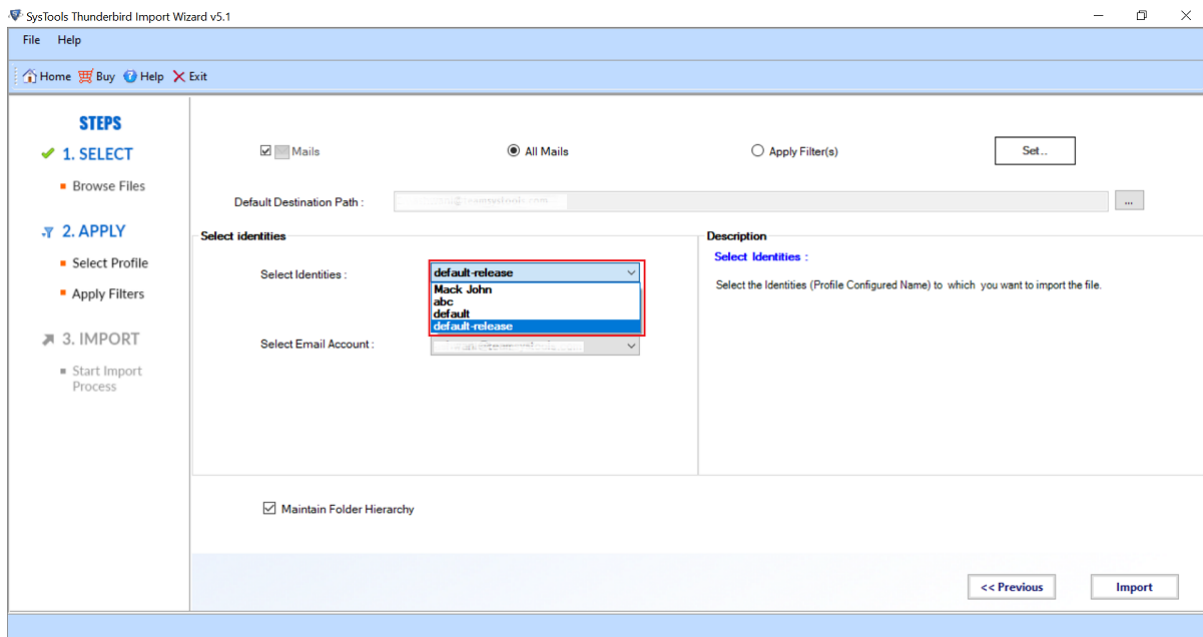 SysTools Thunderbird Import Wizard v5.1
File Help
Home Buy Help Exit
STEPS
1. SELECT
Browse Files
2. APPLY
Select Profile
Apply Filters
3. IMPORT
Start Import
Process
Mails All Mails Apply Filter(s) Set..
Default Destination Path : ...
Select identities
Select Identities : default-release
Mack John
abc
default
default-release
Select Email Account :
Description
Select Identities :
Select the Identities (Profile Configured Name) to which you want to import the file.
Maintain Folder Hierarchy
<< Previous Import